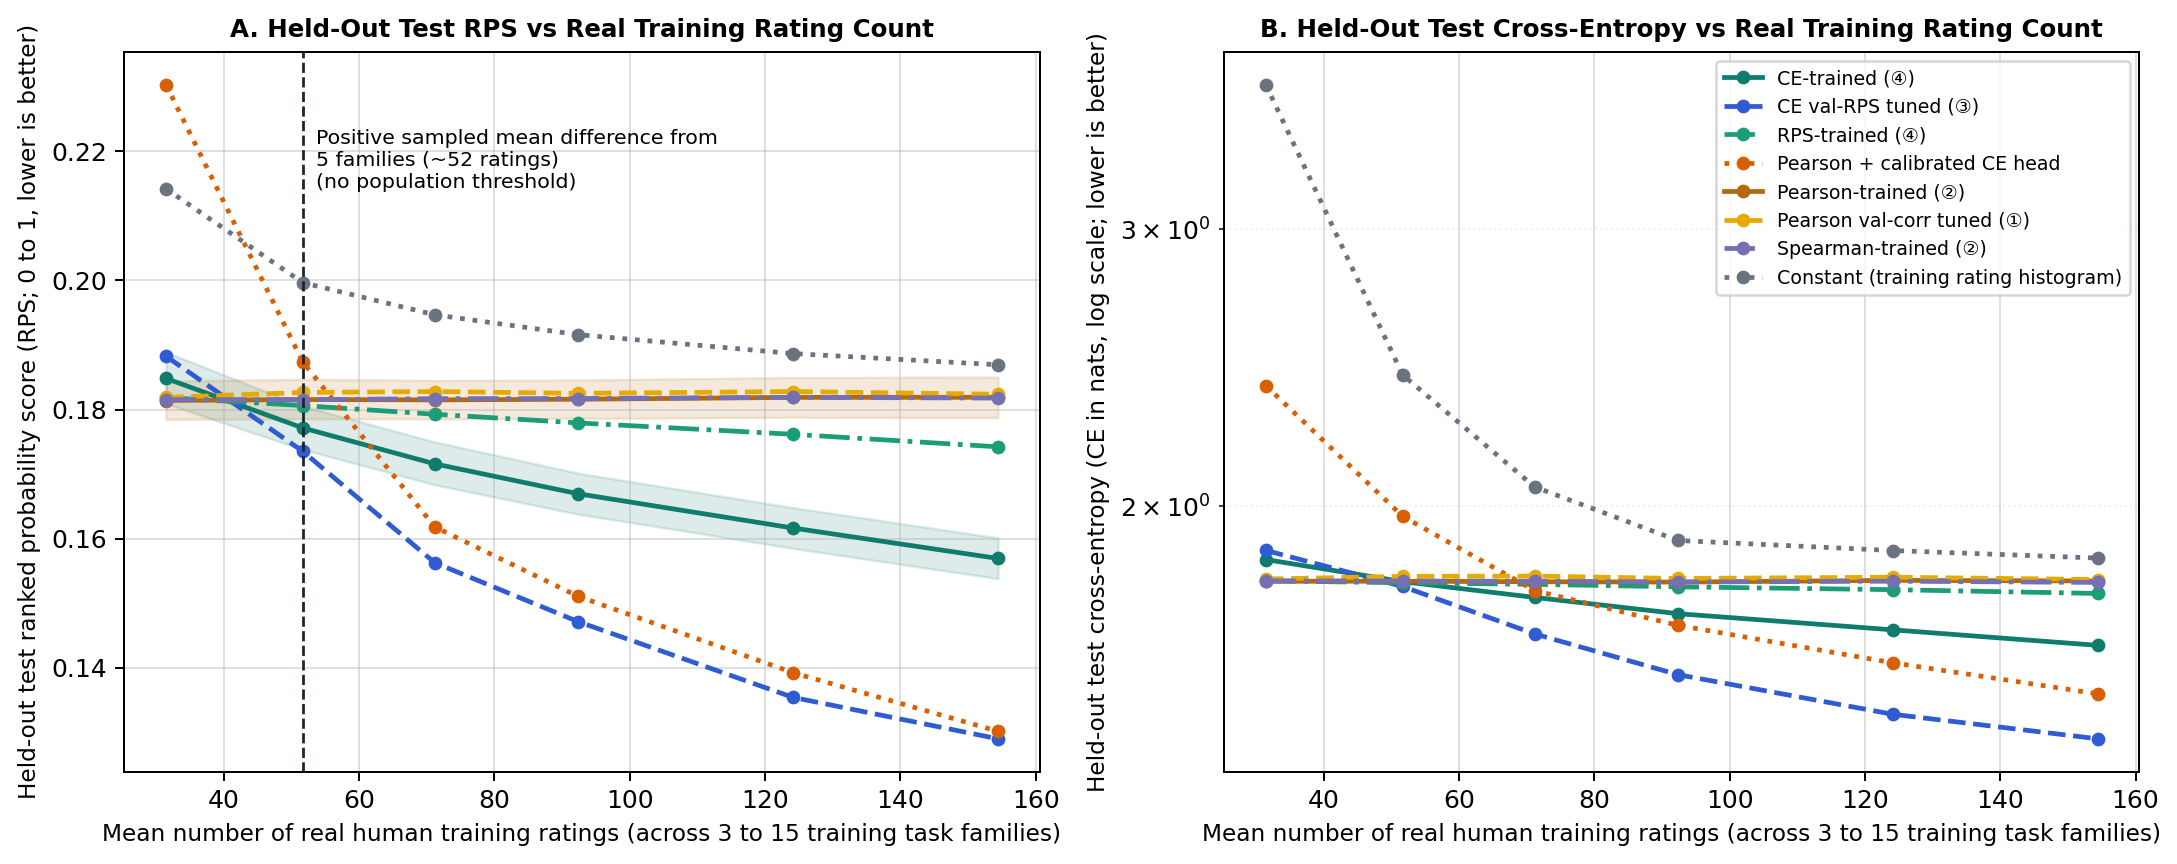 A. Held-Out Test RPS vs Real Training Rating Count
Held-out test ranked probability score (RPS; 0 to 1, lower is better)
0.22
0.20
0.18
0.16
0.14
Positive sampled mean difference from
5 families (~52 ratings)
(no population threshold)
40 60 80 100 120 140 160
Mean number of real human training ratings (across 3 to 15 training task families)
B. Held-Out Test Cross-Entropy vs Real Training Rating Count
Held-out test cross-entropy (CE in nats, log scale; lower is better)
3 × 10⁰
2 × 10⁰
CE-trained (④)
CE val-RPS tuned (③)
RPS-trained (④)
Pearson + calibrated CE head
Pearson-trained (②)
Pearson val-corr tuned (①)
Spearman-trained (②)
Constant (training rating histogram)
40 60 80 100 120 140 160
Mean number of real human training ratings (across 3 to 15 training task families)